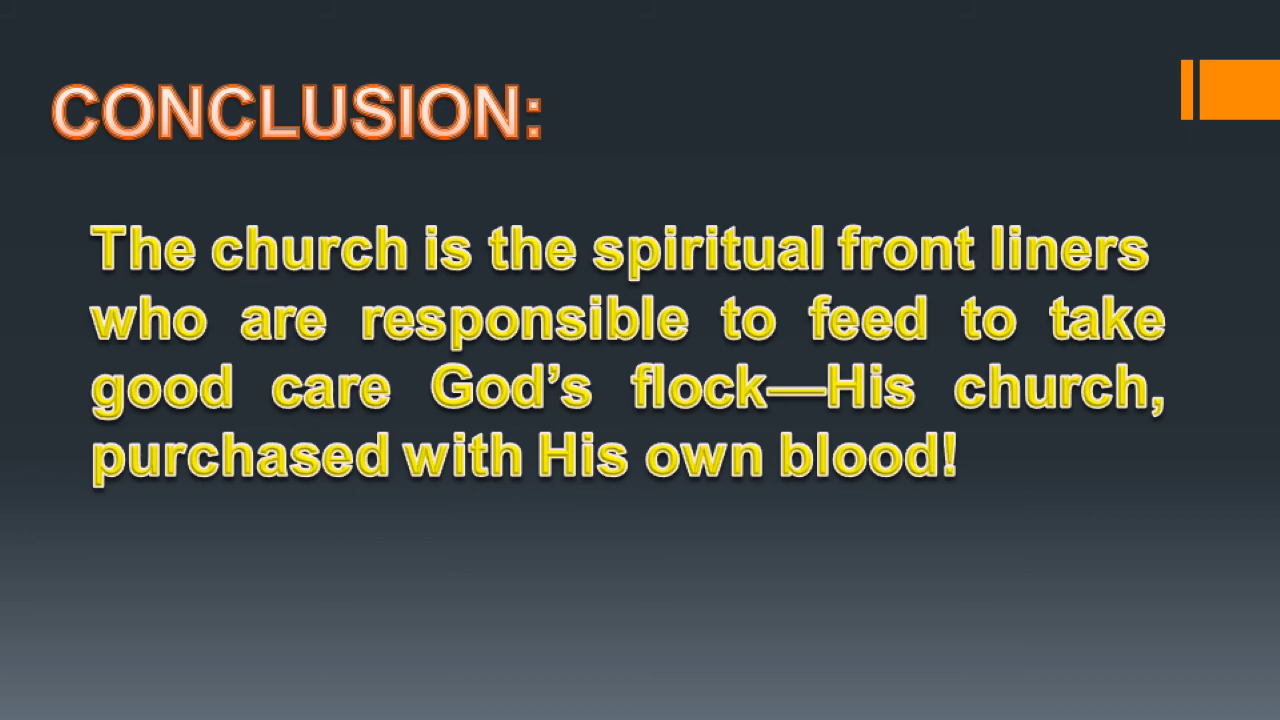 CONCLUSION:
The church is the spiritual front liners
who are responsible to feed to take
good care God’s flock—His church,
purchased with His own blood!